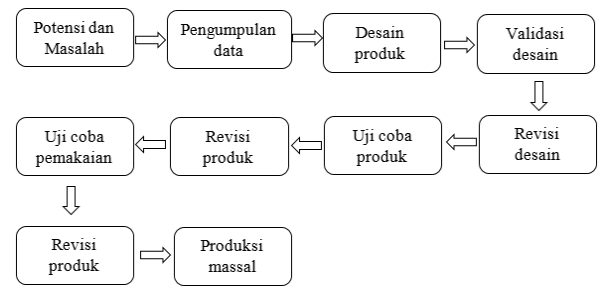 Potensi dan
Masalah
Pengumpulan
data
Desain
produk
Validasi
desain
Revisi
desain
Uji coba
produk
Revisi
produk
Uji coba
pemakaian
Revisi
produk
Produksi
massal